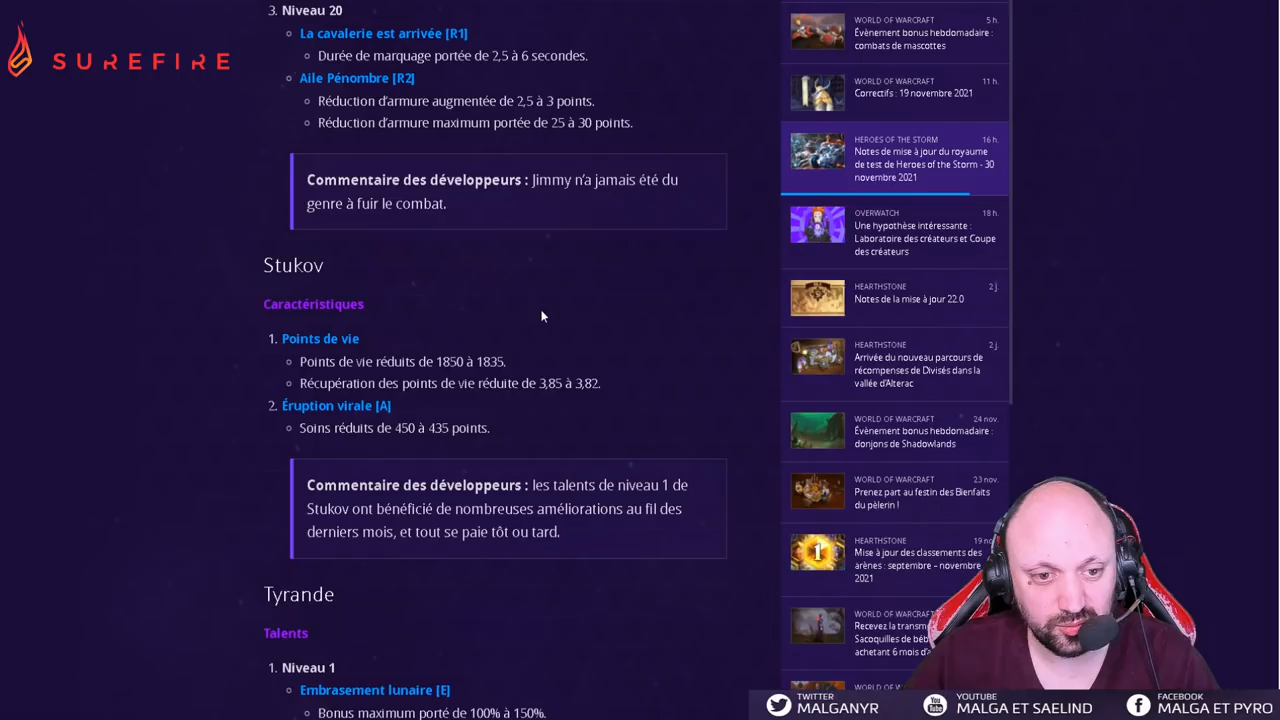 SUREFIRE
3. Niveau 20
La cavalerie est arrivée [R1]
Durée de marquage portée de 2,5 à 6 secondes.
Aile Pénombre [R2]
Réduction d'armure augmentée de 2,5 à 3 points.
Réduction d'armure maximum portée de 25 à 30 points.
Commentaire des développeurs : Jimmy n'a jamais été du
genre à fuir le combat.
Stukov
Caractéristiques
1. Points de vie
Points de vie réduits de 1850 à 1835.
Récupération des points de vie réduite de 3,85 à 3,82.
2. Éruption virale [A]
Soins réduits de 450 à 435 points.
Commentaire des développeurs : les talents de niveau 1 de
Stukov ont bénéficié de nombreuses améliorations au fil des
derniers mois, et tout se paie tôt ou tard.
Tyrande
Talents
1. Niveau 1
Embrasement lunaire [E]
Bonus maximum porté de 100% à 150%.
WORLD OF WARCRAFT 5 h.
Évènement bonus hebdomadaire :
combats de mascottes
WORLD OF WARCRAFT 11 h.
Correctifs : 19 novembre 2021
HEROES OF THE STORM 16 h.
Notes de mise à jour du royaume
de test de Heroes of the Storm - 30
novembre 2021
OVERWATCH 18 h.
Une hypothèse intéressante :
Laboratoire des créateurs et Coupe
des créateurs
HEARTHSTONE 2 j.
Notes de la mise à jour 22.0
HEARTHSTONE 2 j.
Arrivée du nouveau parcours de
récompenses de Divisés dans la
vallée d'Alterac
WORLD OF WARCRAFT 24 nov.
Évènement bonus hebdomadaire :
donjons de Shadowlands
WORLD OF WARCRAFT 23 nov.
Prenez part au festin des Bienfaits
du pèlerin !
HEARTHSTONE 19 no
1
Mise à jour des classements des
arènes : septembre – novembre
2021
WORLD OF WARCRAFT
Recevez la transm
Sacoquilles de béb
achetant 6 mois d'a
WORLD OF W
TWITTER
MALGANYR
YOUTUBE
MALGA ET SAELIND
FACEBOOK
MALGA ET PYRO